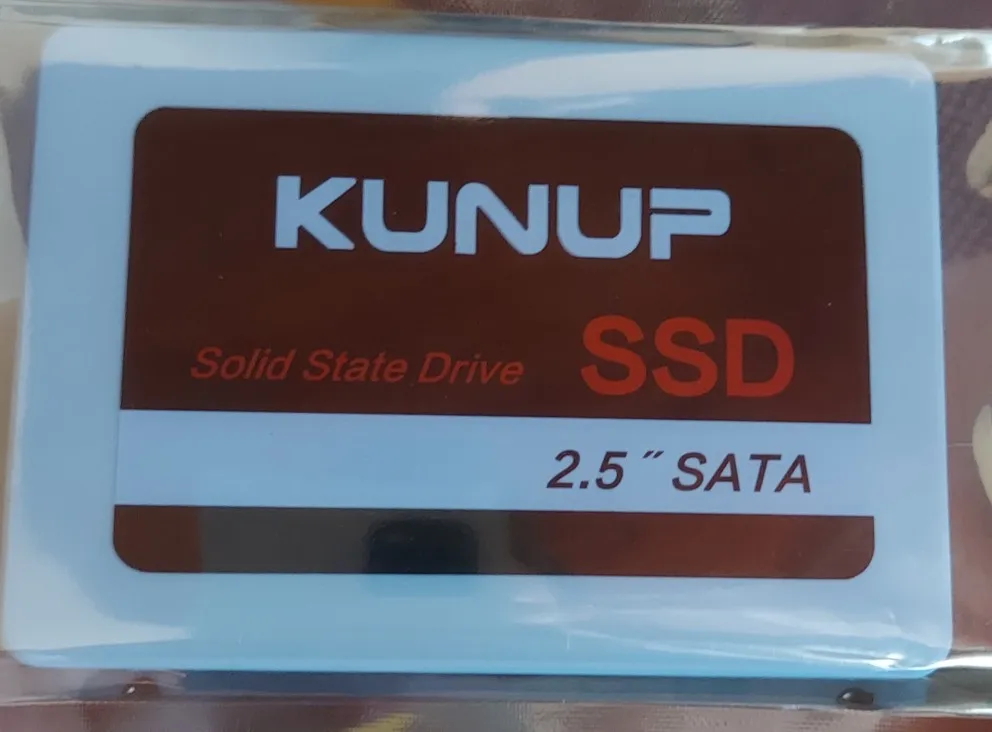 KUNUP
Solid State Drive SSD
2.5″ SATA